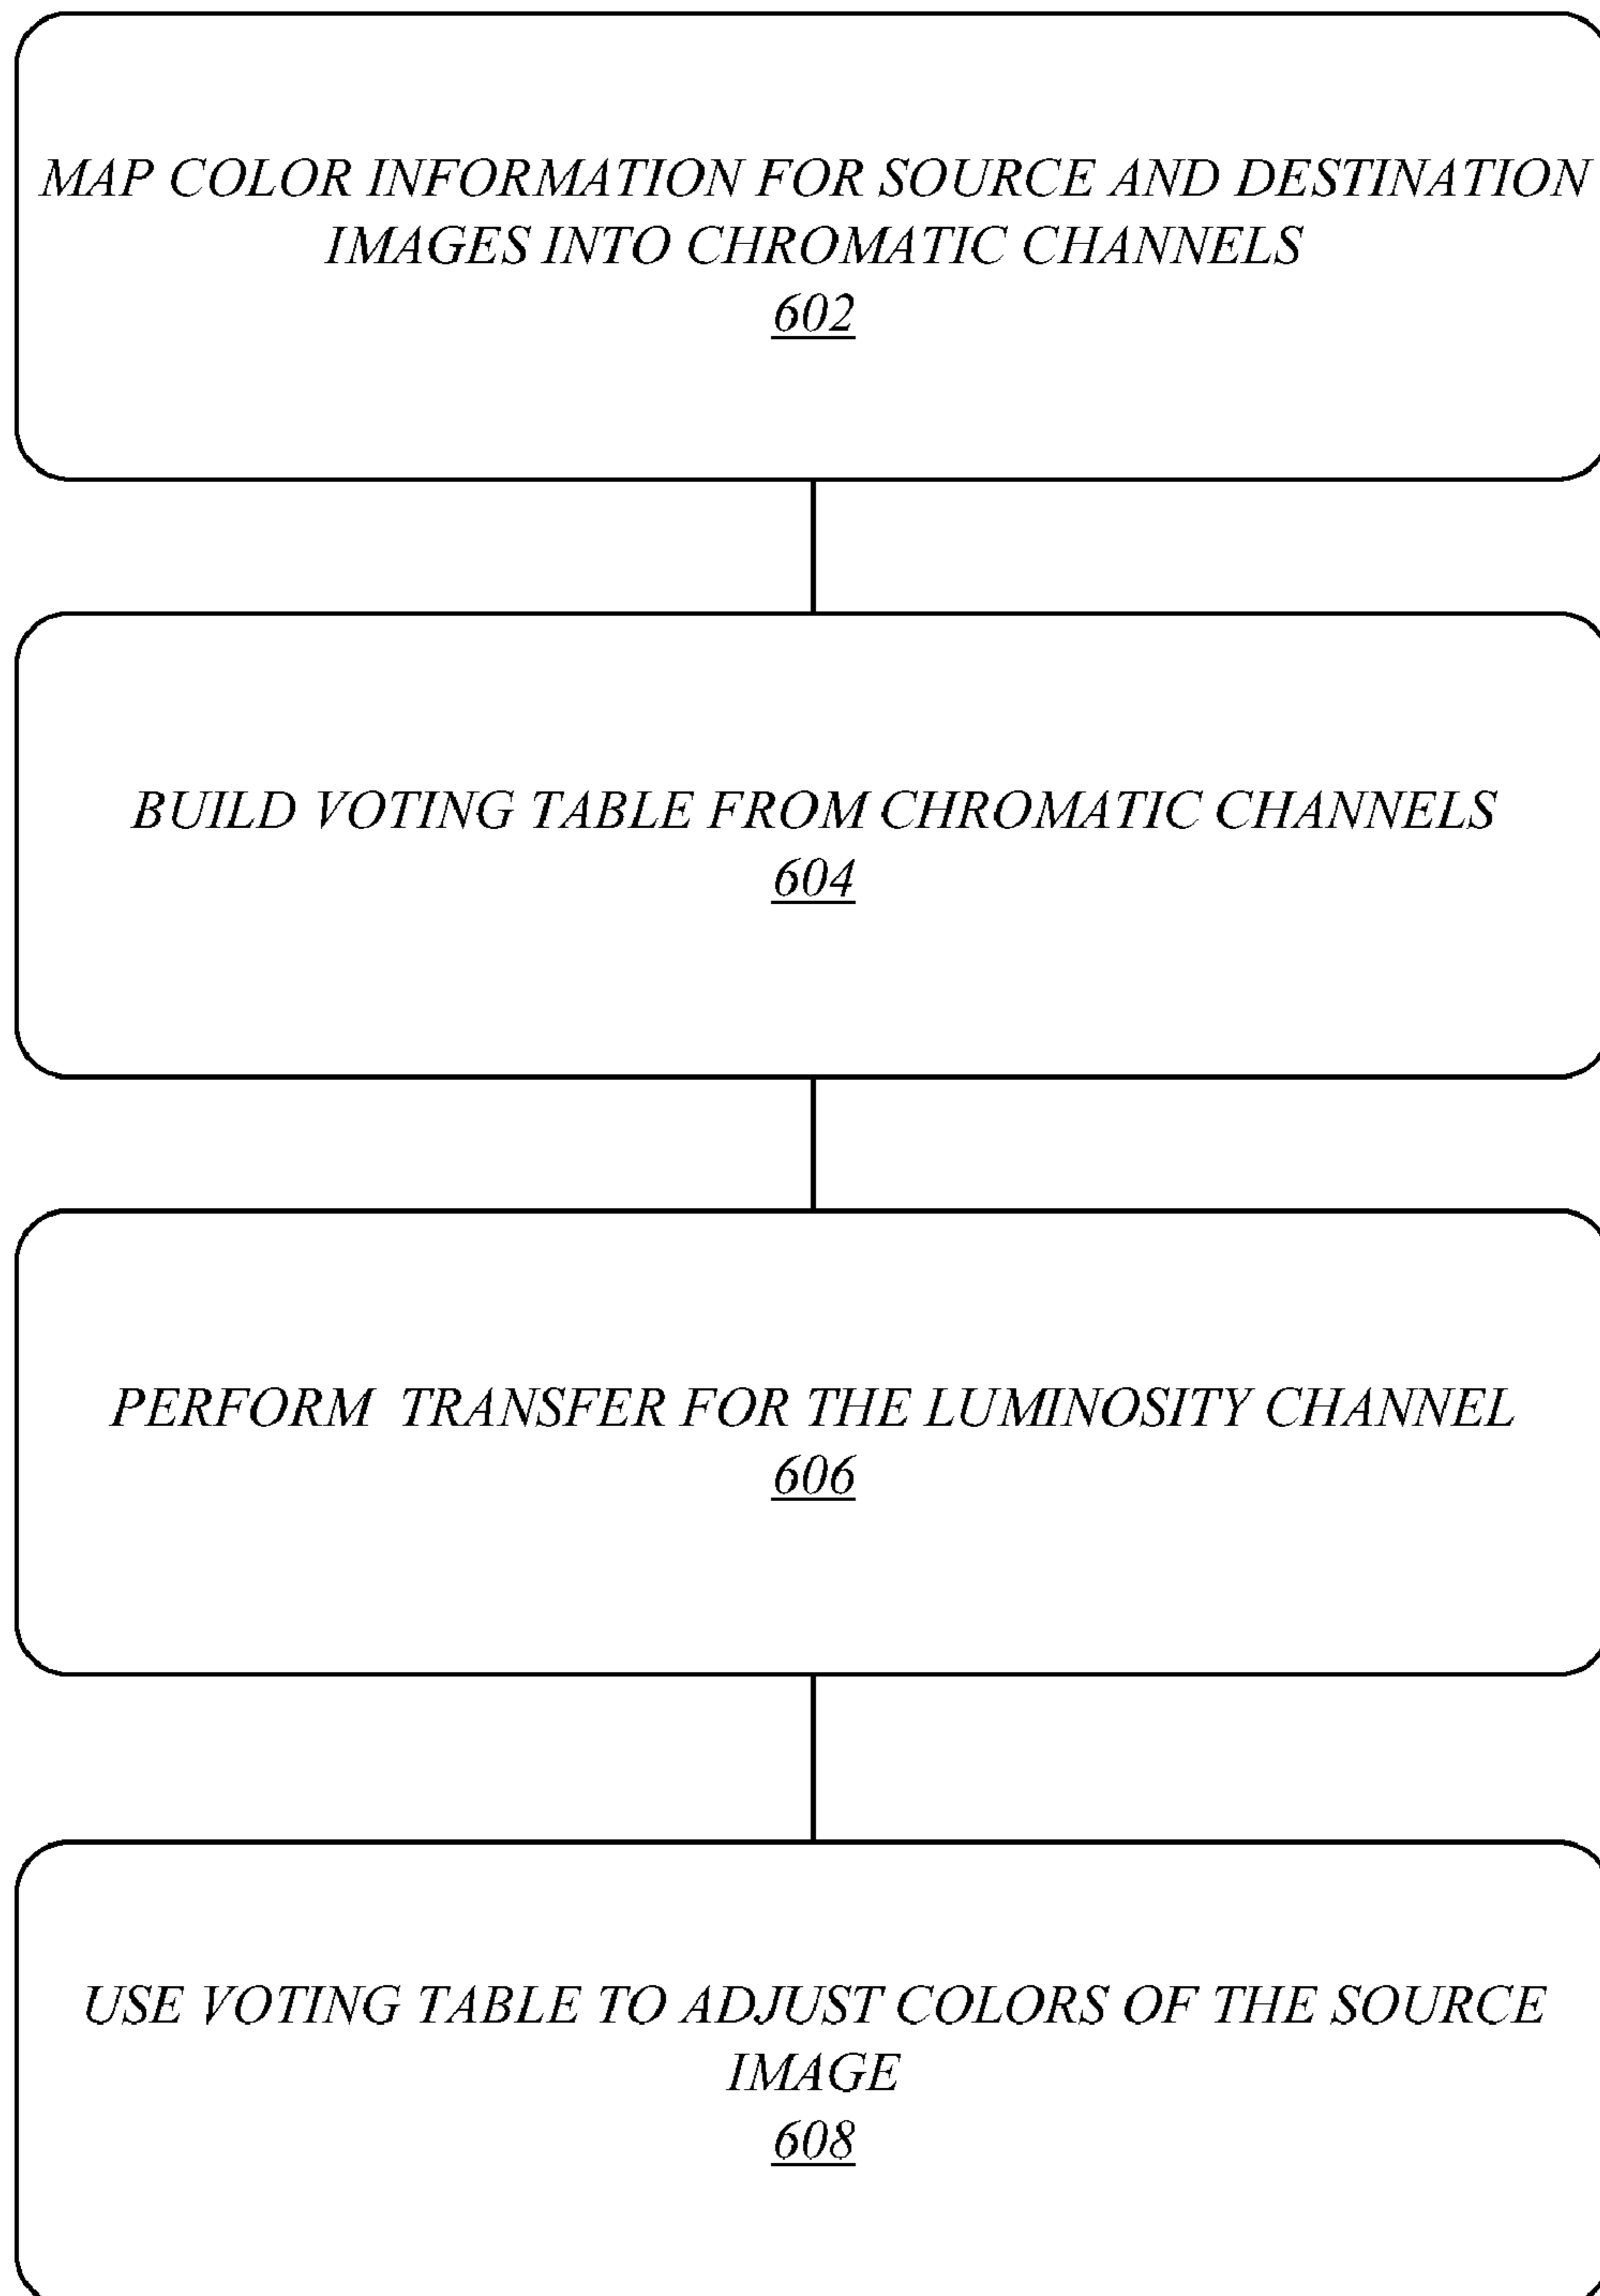 MAP COLOR INFORMATION FOR SOURCE AND DESTINATION
IMAGES INTO CHROMATIC CHANNELS
602
BUILD VOTING TABLE FROM CHROMATIC CHANNELS
604
PERFORM TRANSFER FOR THE LUMINOSITY CHANNEL
606
USE VOTING TABLE TO ADJUST COLORS OF THE SOURCE
IMAGE
608